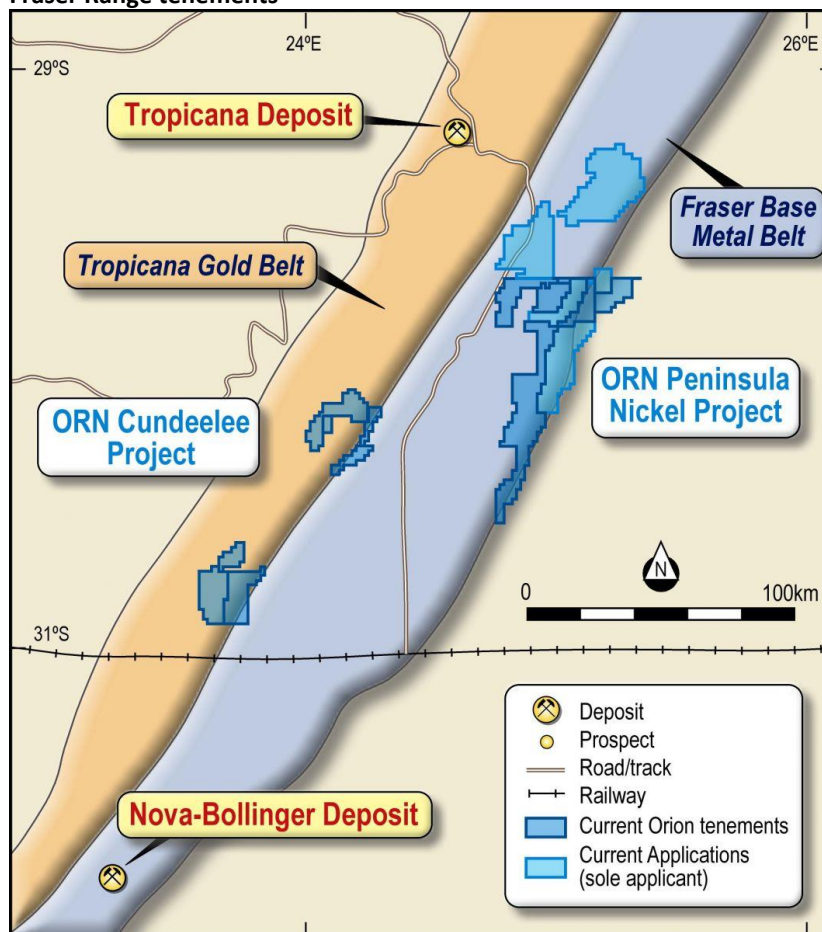 Fraser Range tenements
24ºE
26ºE
29ºS
Tropicana Deposit
Fraser Base
Metal Belt
Tropicana Gold Belt
ORN Peninsula
Nickel Project
ORN Cundeelee
Project
N
0
100km
31ºS
Deposit
Prospect
Road/track
Railway
Current Orion tenements
Current Applications
(sole applicant)
Nova-Bollinger Deposit